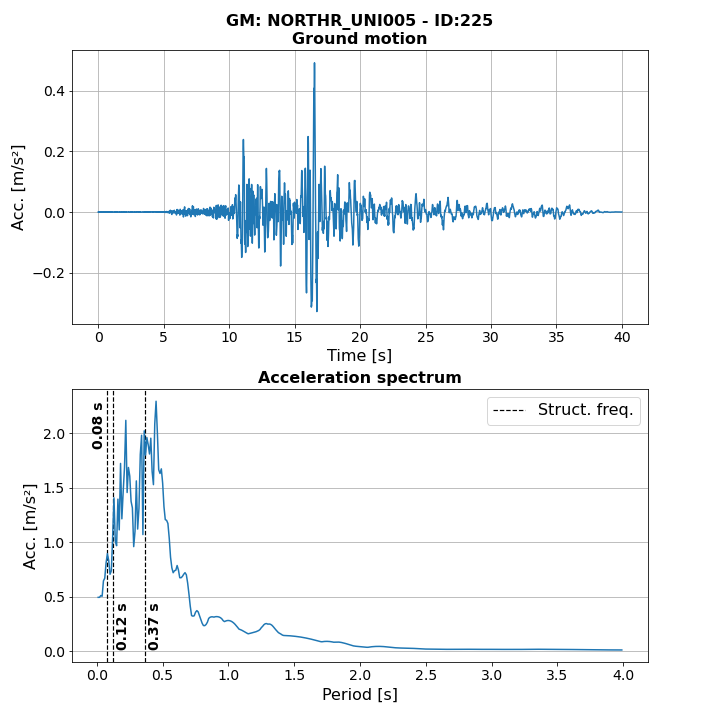 GM: NORTHR_UNI005 - ID:225
Ground motion
Acc. [m/s²]
0.4
0.2
0.0
−0.2
0 5 10 15 20 25 30 35 40
Time [s]
Acceleration spectrum
Struct. freq.
Acc. [m/s²]
2.0
1.5
1.0
0.5
0.0
0.08 s
0.12 s
0.37 s
0.0 0.5 1.0 1.5 2.0 2.5 3.0 3.5 4.0
Period [s]